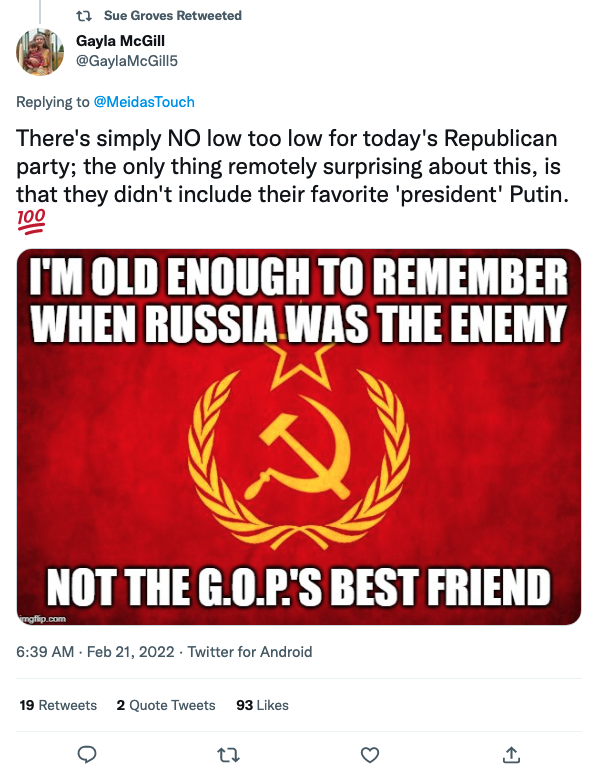 Sue Groves Retweeted
Gayla McGill
@GaylaMcGill5
Replying to @MeidasTouch
There's simply NO low too low for today's Republican
party; the only thing remotely surprising about this, is
that they didn't include their favorite 'president' Putin.
💯
I'M OLD ENOUGH TO REMEMBER
WHEN RUSSIA WAS THE ENEMY
NOT THE G.O.P.'S BEST FRIEND
imgflip.com
6:39 AM · Feb 21, 2022 · Twitter for Android
19 Retweets 2 Quote Tweets 93 Likes